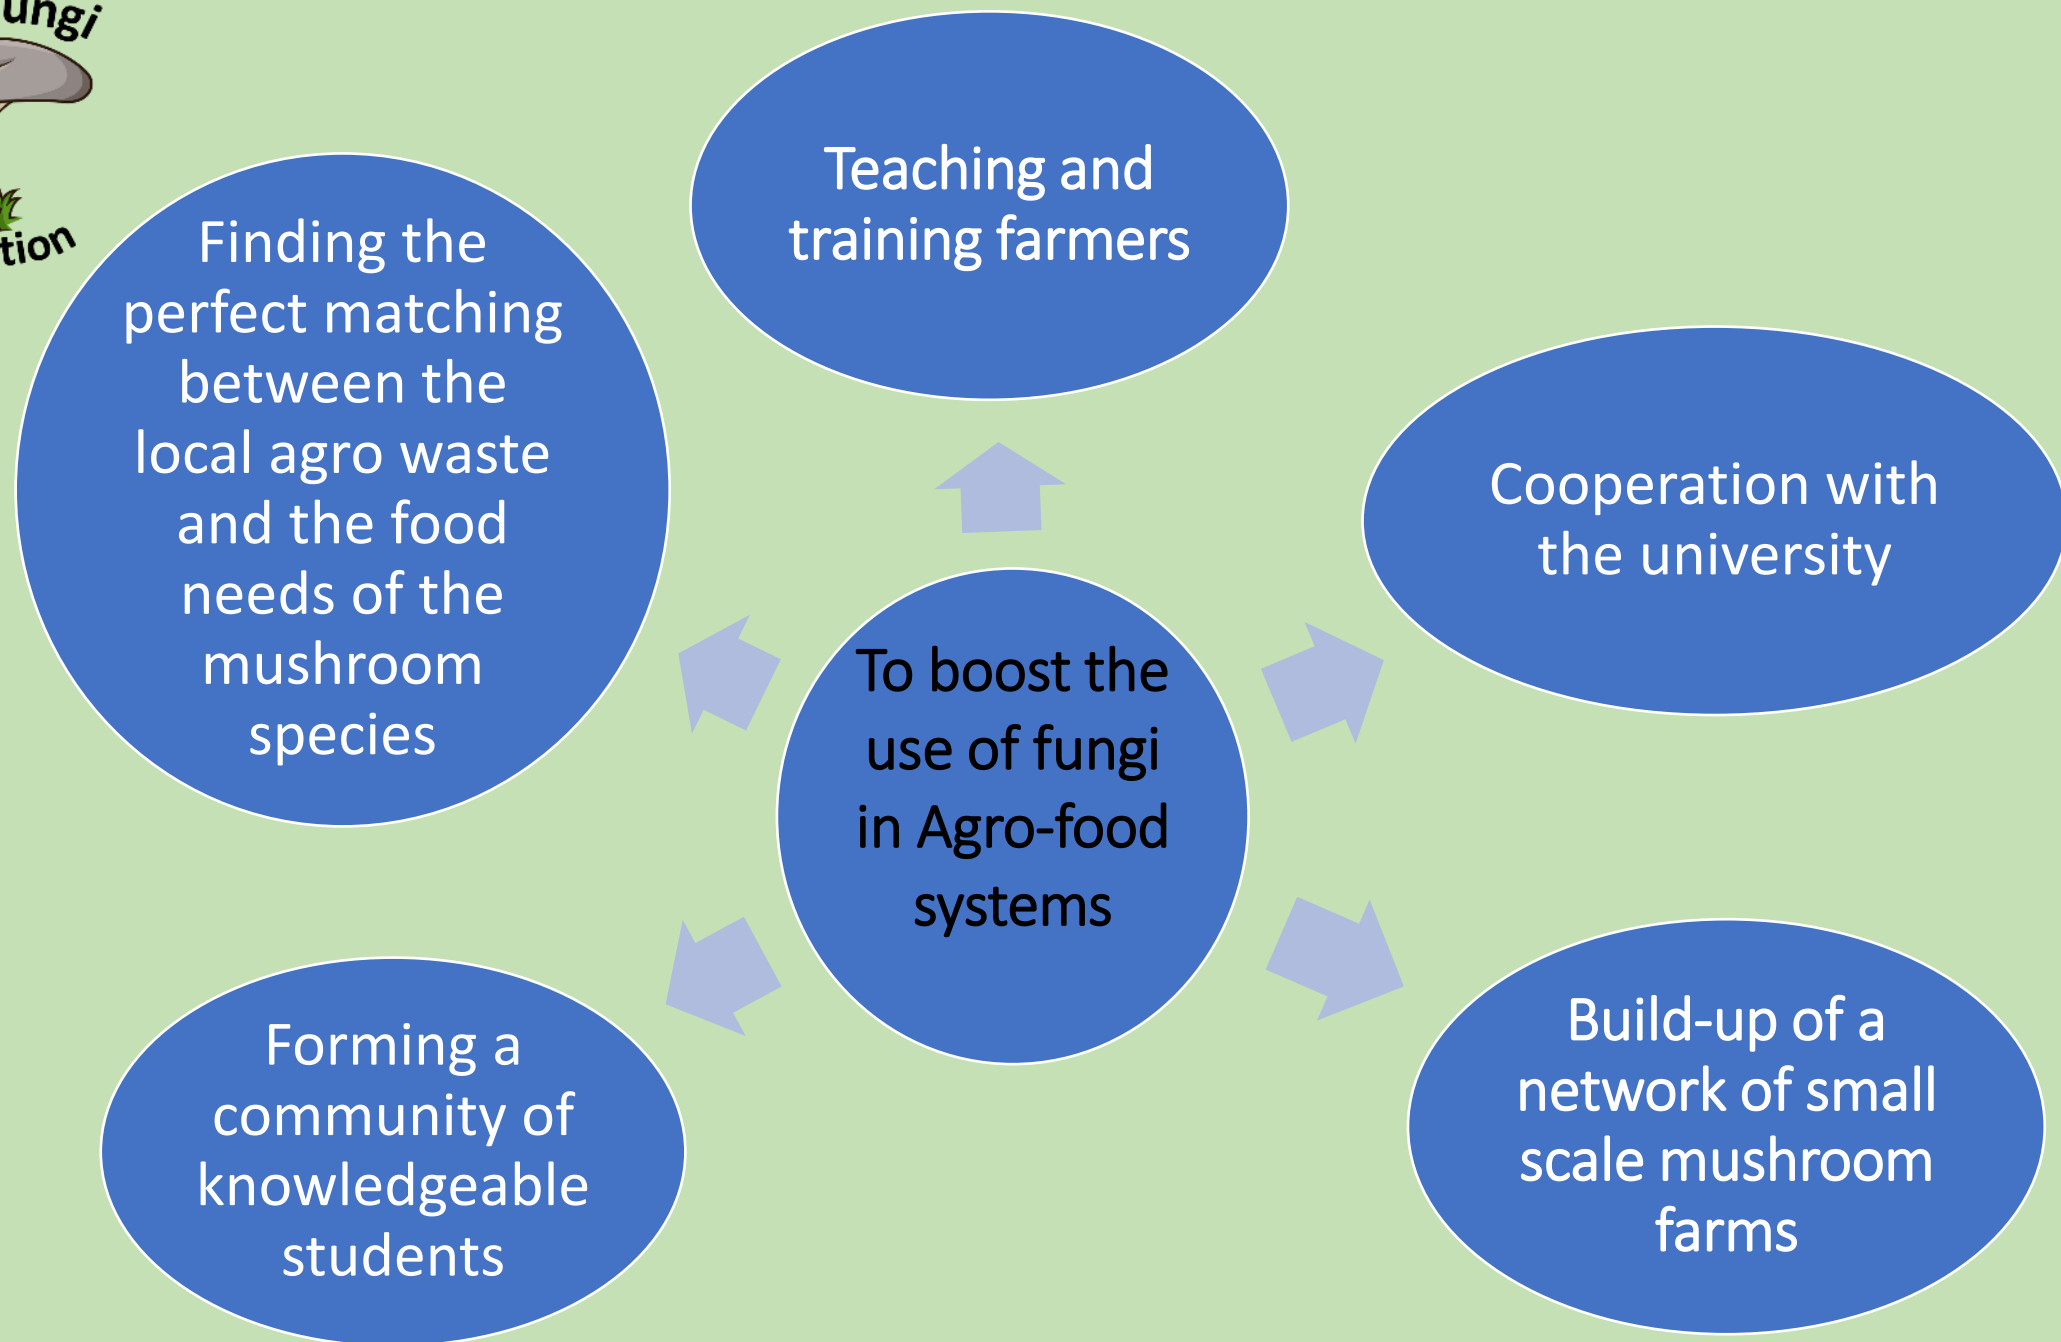 Teaching and
training farmers
Finding the
perfect matching
between the
local agro waste
and the food
needs of the
mushroom
species
Cooperation with
the university
To boost the
use of fungi
in Agro-food
systems
Forming a
community of
knowledgeable
students
Build-up of a
network of small
scale mushroom
farms